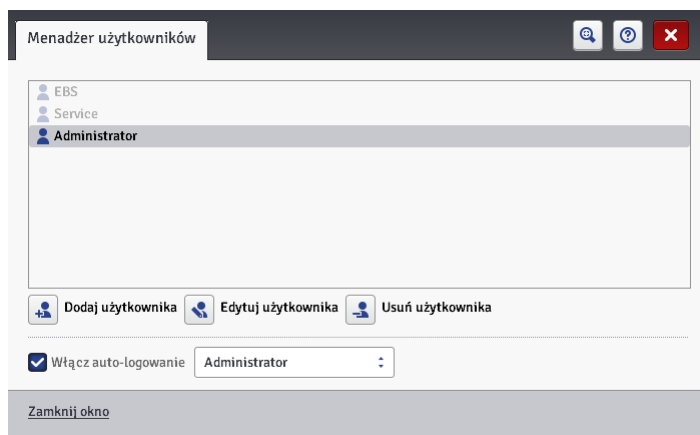 Menadżer użytkowników
EBS
Service
Administrator
Dodaj użytkownika Edytuj użytkownika Usuń użytkownika
Włącz auto-logowanie Administrator
Zamknij okno